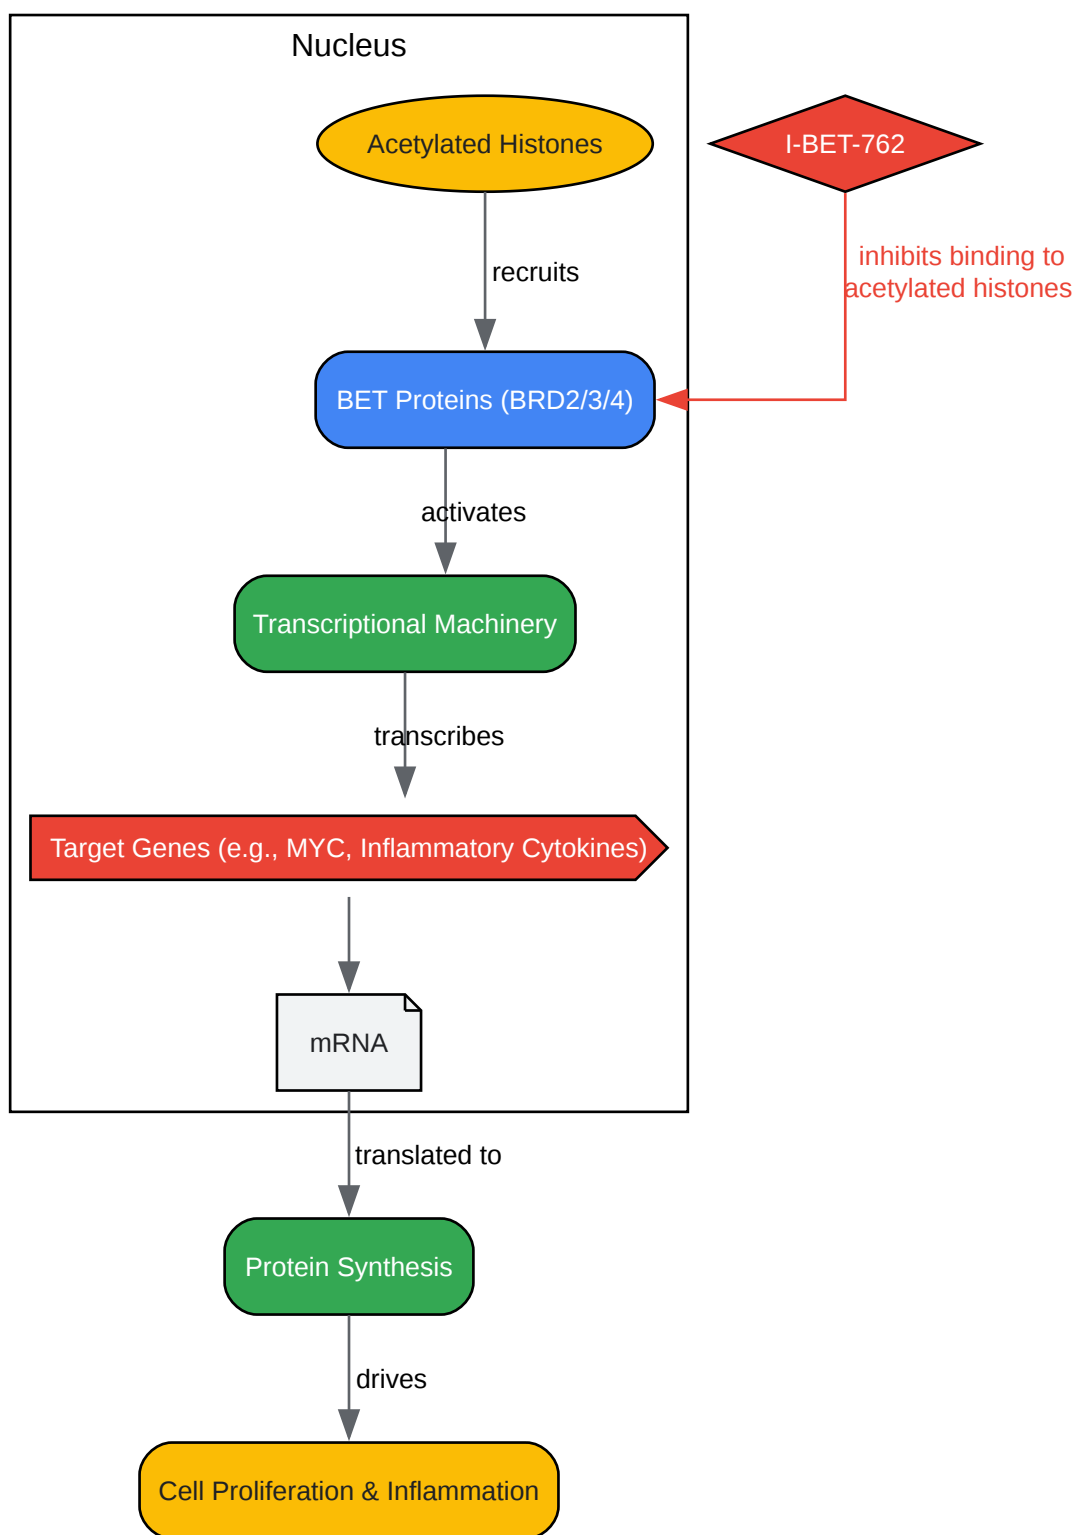 Nucleus
Acetylated Histones
I-BET-762
recruits
inhibits binding to
acetylated histones
BET Proteins (BRD2/3/4)
activates
Transcriptional Machinery
transcribes
Target Genes (e.g., MYC, Inflammatory Cytokines)
mRNA
translated to
Protein Synthesis
drives
Cell Proliferation & Inflammation